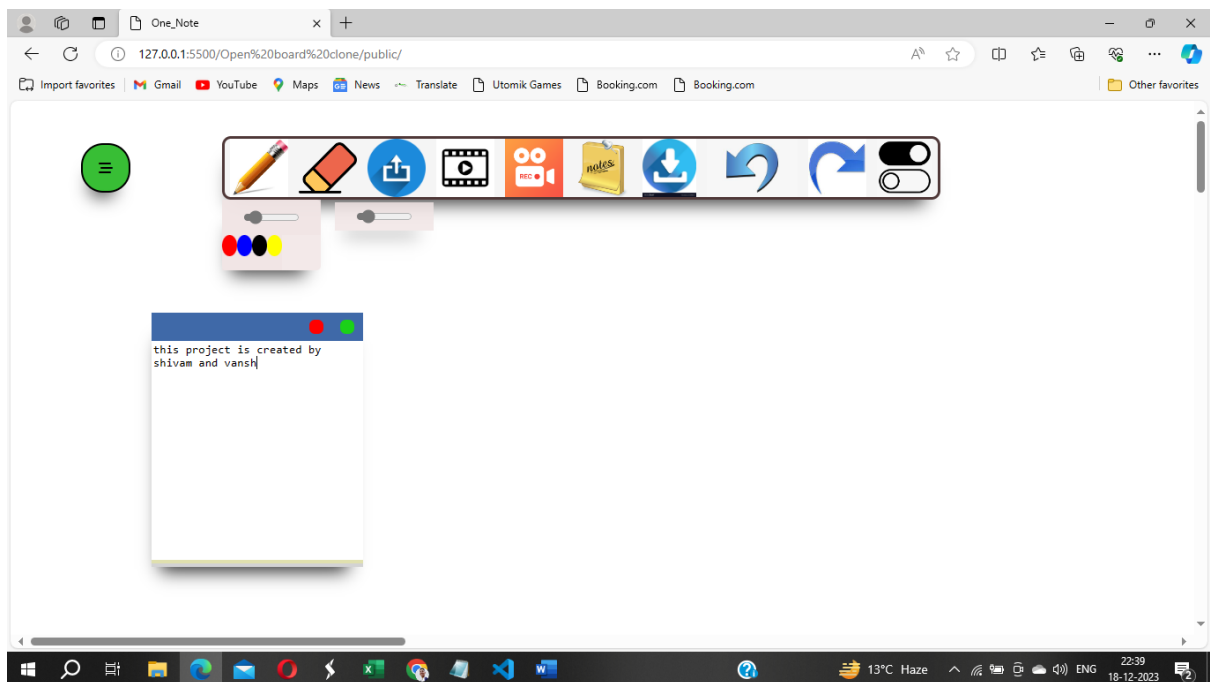 One_Note
127.0.0.1:5500/Open%20board%20clone/public/
Import favorites Gmail YouTube Maps News Translate Utomik Games Booking.com Booking.com Other favorites
REC
notes
this project is created by
shivam and vansh
13°C Haze ENG 22:39
18-12-2023
2